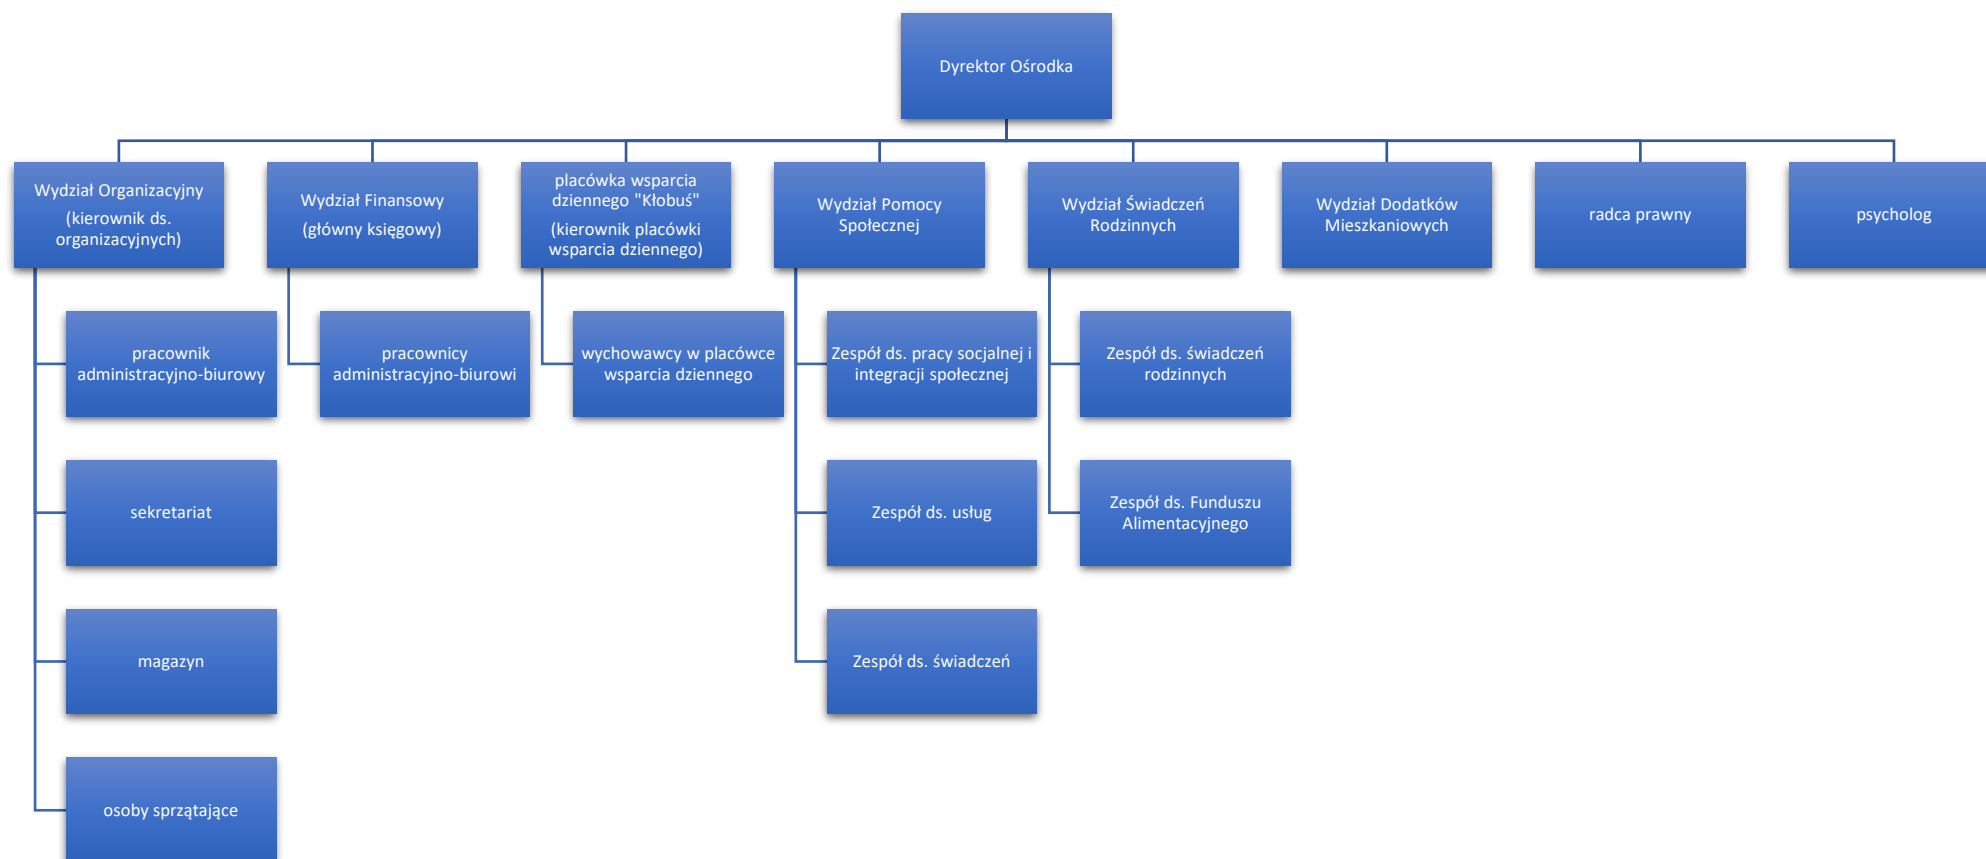 Dyrektor Ośrodka
Wydział Organizacyjny
(kierownik ds.
organizacyjnych)
Wydział Finansowy
(główny księgowy)
placówka wsparcia
dziennego "Kłobuś"
(kierownik placówki
wsparcia dziennego)
Wydział Pomocy
Społecznej
Wydział Świadczeń
Rodzinnych
Wydział Dodatków
Mieszkaniowych
radca prawny
psycholog
pracownik
administracyjno-biurowy
pracownicy
administracyjno-biurowi
wychowawcy w placówce
wsparcia dziennego
Zespół ds. pracy socjalnej i
integracji społecznej
Zespół ds. świadczeń
rodzinnych
sekretariat
Zespół ds. usług
Zespół ds. Funduszu
Alimentacyjnego
magazyn
Zespół ds. świadczeń
osoby sprzątające